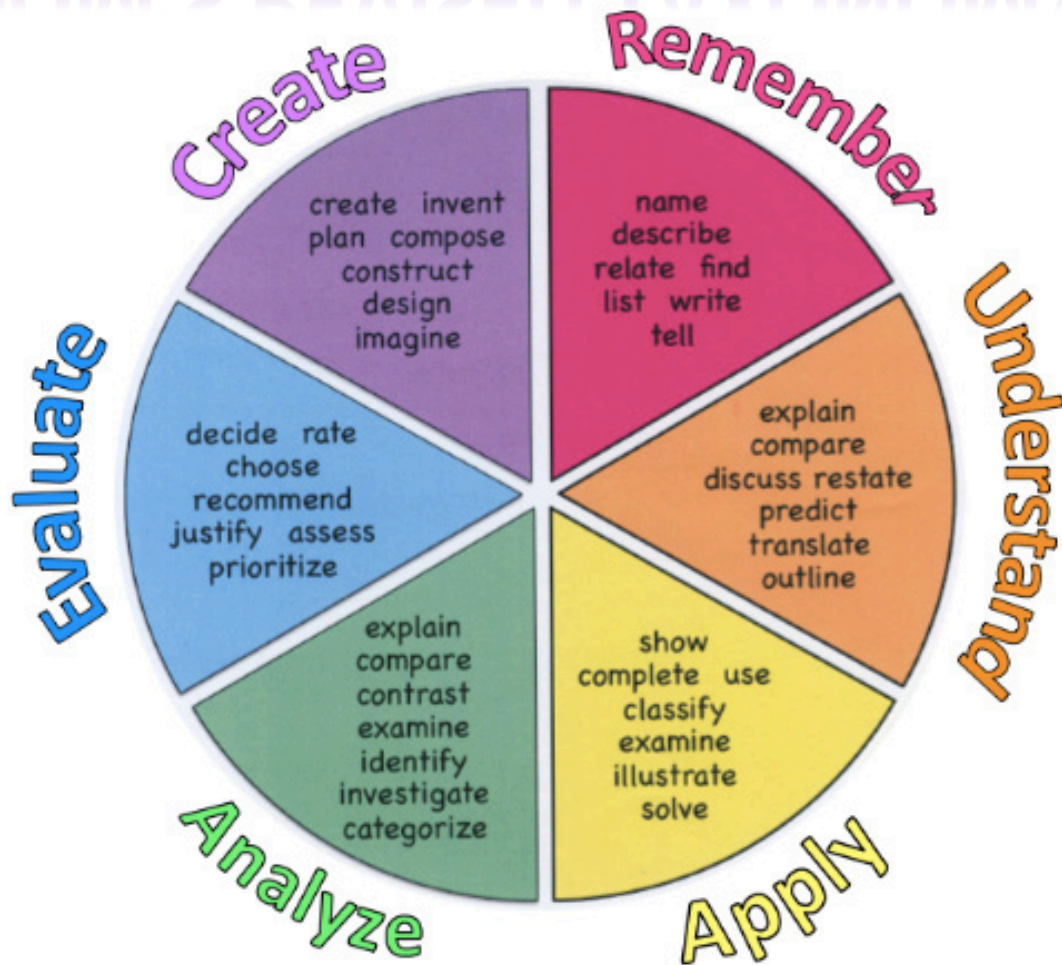 Remember
name
describe
relate find
list write
tell
Understand
explain
compare
discuss restate
predict
translate
outline
Apply
show
complete use
classify
examine
illustrate
solve
Analyze
explain
compare
contrast
examine
identify
investigate
categorize
Evaluate
decide rate
choose
recommend
justify assess
prioritize
Create
create invent
plan compose
construct
design
imagine